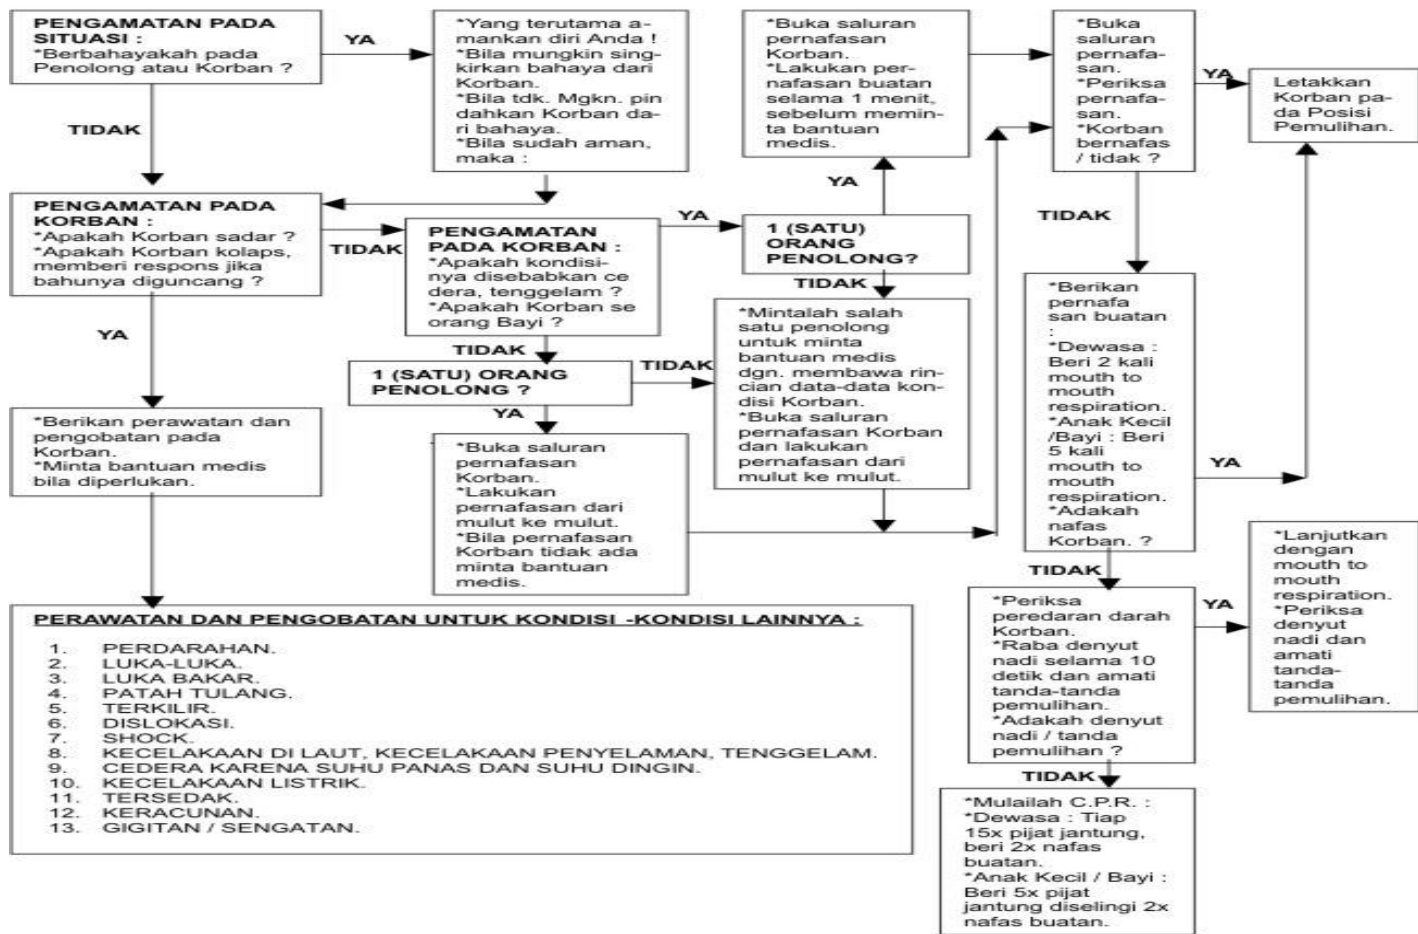 PENGAMATAN PADA
SITUASI :
*Berbahayakah pada
Penolong atau Korban ?
YA
*Yang terutama a-
mankan diri Anda !
*Bila mungkin sing-
kirkan bahaya dari
Korban.
*Bila tdk. Mgkn. pin
dahkan Korban da-
ri bahaya.
*Bila sudah aman,
maka :
TIDAK
PENGAMATAN PADA
KORBAN :
*Apakah Korban sadar ?
*Apakah Korban kolaps,
memberi respons jika
bahunya diguncang ?
TIDAK
PENGAMATAN
PADA KORBAN :
*Apakah kondisi-
nya disebabkan ce
dera, tenggelam ?
*Apakah Korban se
orang Bayi ?
YA
1 (SATU)
ORANG
PENOLONG?
YA
*Buka saluran
pernafasan
Korban.
*Lakukan per-
nafasan buatan
selama 1 menit,
sebelum memin-
ta bantuan
medis.
*Buka
saluran
pernafa-
san.
*Periksa
pernafa-
san.
*Korban
bernafas
/ tidak ?
YA
Letakkan
Korban pa-
da Posisi
Pemulihan.
TIDAK
*Berikan
pernafa
san buatan
:
*Dewasa :
Beri 2 kali
mouth to
mouth
respiration.
*Anak Kecil
/Bayi : Beri
5 kali
mouth to
mouth
respiration.
*Adakah
nafas
Korban. ?
YA
TIDAK
*Mintalah salah
satu penolong
untuk minta
bantuan medis
dgn. membawa rin-
cian data-data kon-
disi Korban.
*Buka saluran
pernafasan Korban
dan lakukan
pernafasan dari
mulut ke mulut.
TIDAK
1 (SATU) ORANG
PENOLONG ?
TIDAK
YA
*Buka saluran
pernafasan
Korban.
*Lakukan
pernafasan dari
mulut ke mulut.
*Bila pernafasan
Korban tidak ada
minta bantuan
medis.
YA
*Berikan perawatan dan
pengobatan pada
Korban.
*Minta bantuan medis
bila diperlukan.
TIDAK
*Periksa
peredaran darah
Korban.
*Raba denyut
nadi selama 10
detik dan amati
tanda-tanda
pemulihan.
*Adakah denyut
nadi / tanda
pemulihan ?
YA
*Lanjutkan
dengan
mouth to
mouth
respiration.
*Periksa
denyut
nadi dan
amati
tanda-
tanda
pemulihan.
TIDAK
*Mulailah C.P.R. :
*Dewasa : Tiap
15x pijat jantung,
beri 2x nafas
buatan.
*Anak Kecil / Bayi :
Beri 5x pijat
jantung diselingi 2x
nafas buatan.
PERAWATAN DAN PENGOBATAN UNTUK KONDISI -KONDISI LAINNYA :
1. PERDARAHAN.
2. LUKA-LUKA.
3. LUKA BAKAR.
4. PATAH TULANG.
5. TERKILIR.
6. DISLOKASI.
7. SHOCK.
8. KECELAKAAN DI LAUT, KECELAKAAN PENYELAMAN, TENGGELAM.
9. CEDERA KARENA SUHU PANAS DAN SUHU DINGIN.
10. KECELAKAAN LISTRIK.
11. TERSEDAK.
12. KERACUNAN.
13. GIGITAN / SENGATAN.